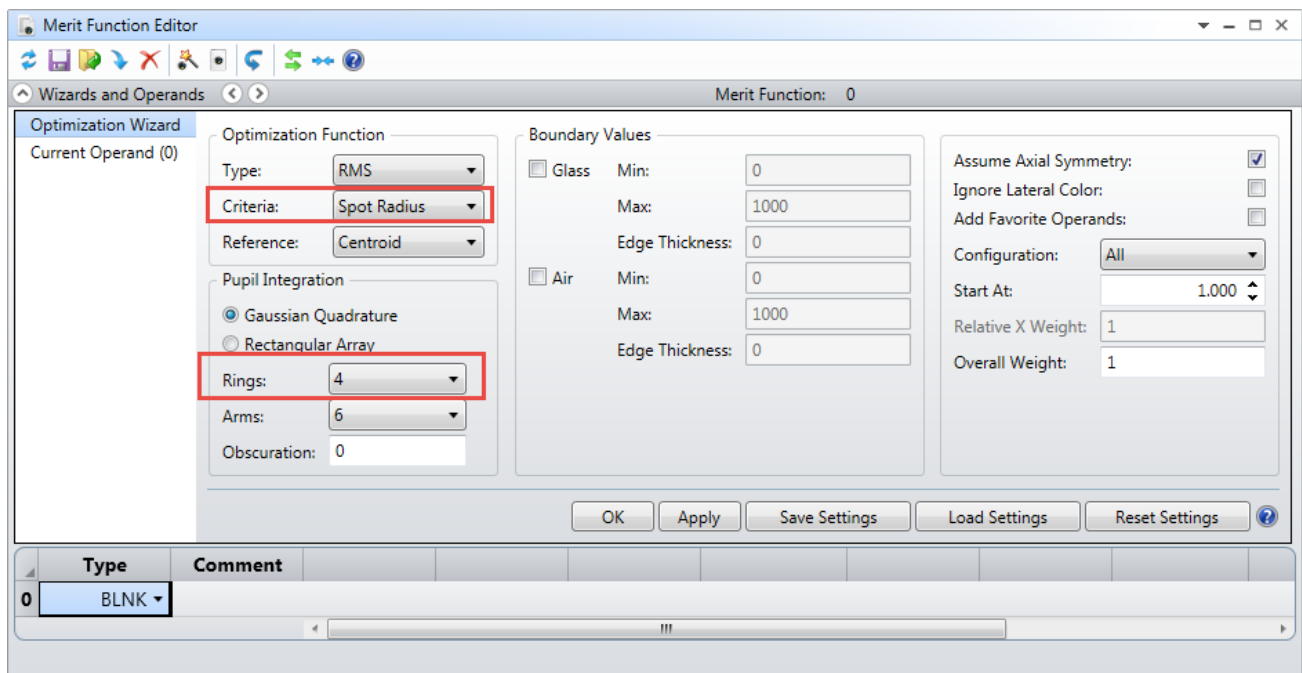 Merit Function Editor
Wizards and Operands Merit Function: 0
Optimization Wizard
Current Operand (0)
Optimization Function
Type: RMS
Criteria: Spot Radius
Reference: Centroid
Pupil Integration
Gaussian Quadrature
Rectangular Array
Rings: 4
Arms: 6
Obscuration: 0
Boundary Values
Glass Min: 0
Max: 1000
Edge Thickness: 0
Air Min: 0
Max: 1000
Edge Thickness: 0
Assume Axial Symmetry:
Ignore Lateral Color:
Add Favorite Operands:
Configuration: All
Start At: 1.000
Relative X Weight: 1
Overall Weight: 1
OK Apply Save Settings Load Settings Reset Settings
Type Comment
0 BLNK